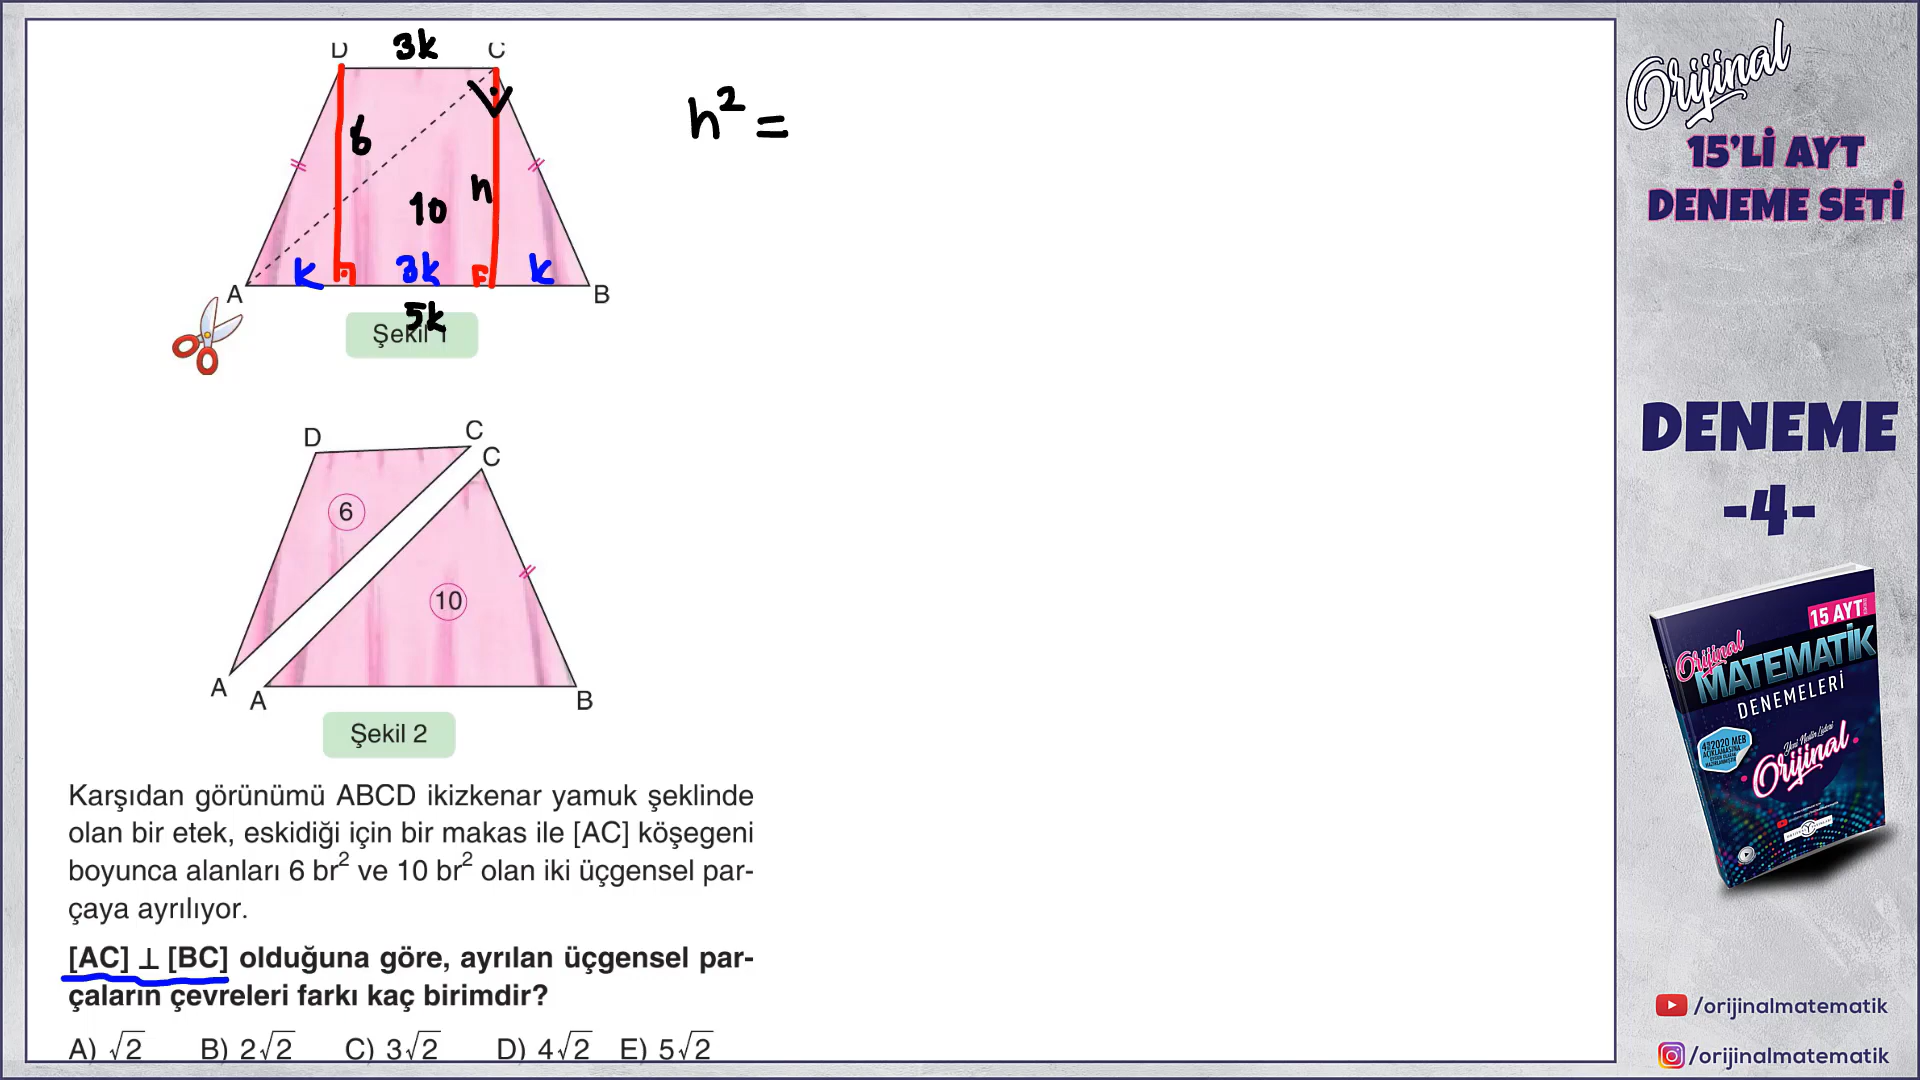 D 3k C
6
h
10
k 3k k
A B
5k
Şekil 1
h² =
D C
C
6
10
A A B
Şekil 2
Karşıdan görünümü ABCD ikizkenar yamuk şeklinde
olan bir etek, eskidiği için bir makas ile [AC] köşegeni
boyunca alanları 6 br² ve 10 br² olan iki üçgensel par-
çaya ayrılıyor.
[AC] ⊥ [BC] olduğuna göre, ayrılan üçgensel par-
çaların çevreleri farkı kaç birimdir?
A) √2 B) 2√2 C) 3√2 D) 4√2 E) 5√2
Orijinal
15'Lİ AYT
DENEME SETİ
DENEME
-4-
15 AYT
Orijinal
MATEMATİK
DENEMELERİ
Orijinal
/orijinalmatematik
/orijinalmatematik